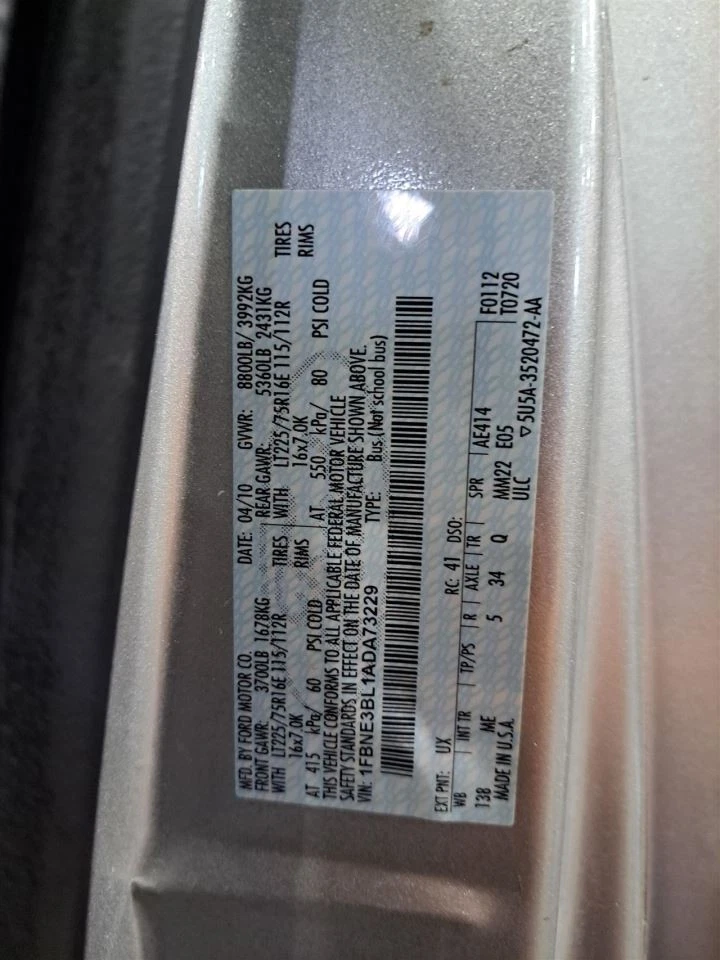 MFD. BY FORD MOTOR CO. DATE: 04/10 GVWR: 8800LB/ 3992KG
FRONT GAWR: 3700LB 1678KG REAR GAWR: 5360LB 2431KG
WITH LT225/75R16E 115/112R TIRES WITH LT225/75R16E 115/112R TIRES
16x7.0K RIMS 16x7.0K RIMS
AT 415 kPa/ 60 PSI COLD AT 550 kPa/ 80 PSI COLD
THIS VEHICLE CONFORMS TO ALL APPLICABLE FEDERAL MOTOR VEHICLE
SAFETY STANDARDS IN EFFECT ON THE DATE OF MANUFACTURE SHOWN ABOVE.
VIN: 1FBNE3BL1ADA73229 TYPE: Bus (Not school bus)
EXT PNT: UX RC: 41 DSO:
WB INT TR TP/PS R AXLE TR SPR AE414 F0112
138 ME 5 34 Q MM22 E05 T0720
MADE IN U.S.A. ULC ▽5U5A-3520472-AA